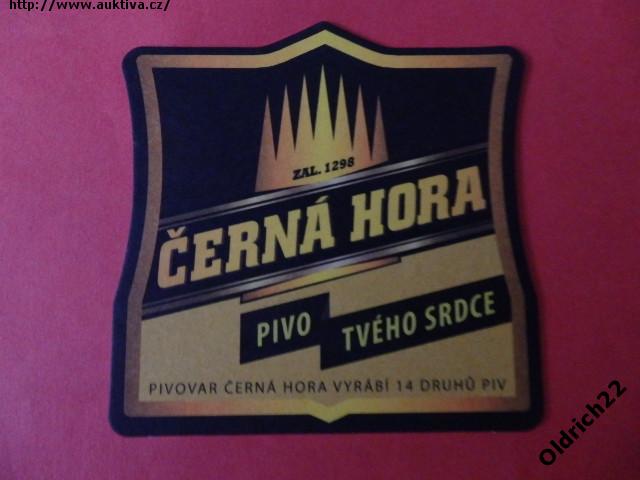 http://www.auktiva.cz/
ZAL. 1298
ČERNÁ HORA
PIVO
TVÉHO SRDCE
PIVOVAR ČERNÁ HORA VYRÁBÍ 14 DRUHŮ PIV
Oldrich22